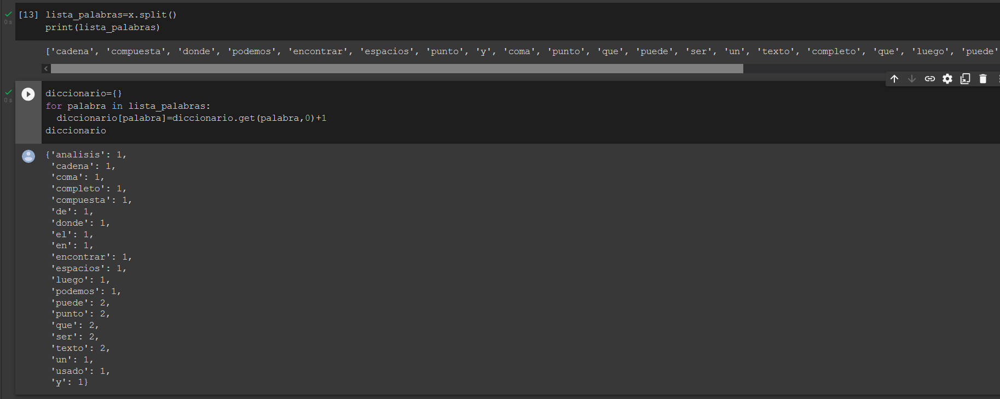 [13] lista_palabras=x.split()
0 s
print(lista_palabras)
['cadena', 'compuesta', 'donde', 'podemos', 'encontrar', 'espacios', 'punto', 'y', 'coma', 'punto', 'que', 'puede', 'ser', 'un', 'texto', 'completo', 'que', 'luego', 'puede'
diccionario={}
0 s
for palabra in lista_palabras:
  diccionario[palabra]=diccionario.get(palabra,0)+1
diccionario
{'analisis': 1,
 'cadena': 1,
 'coma': 1,
 'completo': 1,
 'compuesta': 1,
 'de': 1,
 'donde': 1,
 'el': 1,
 'en': 1,
 'encontrar': 1,
 'espacios': 1,
 'luego': 1,
 'podemos': 1,
 'puede': 2,
 'punto': 2,
 'que': 2,
 'ser': 2,
 'texto': 2,
 'un': 1,
 'usado': 1,
 'y': 1}